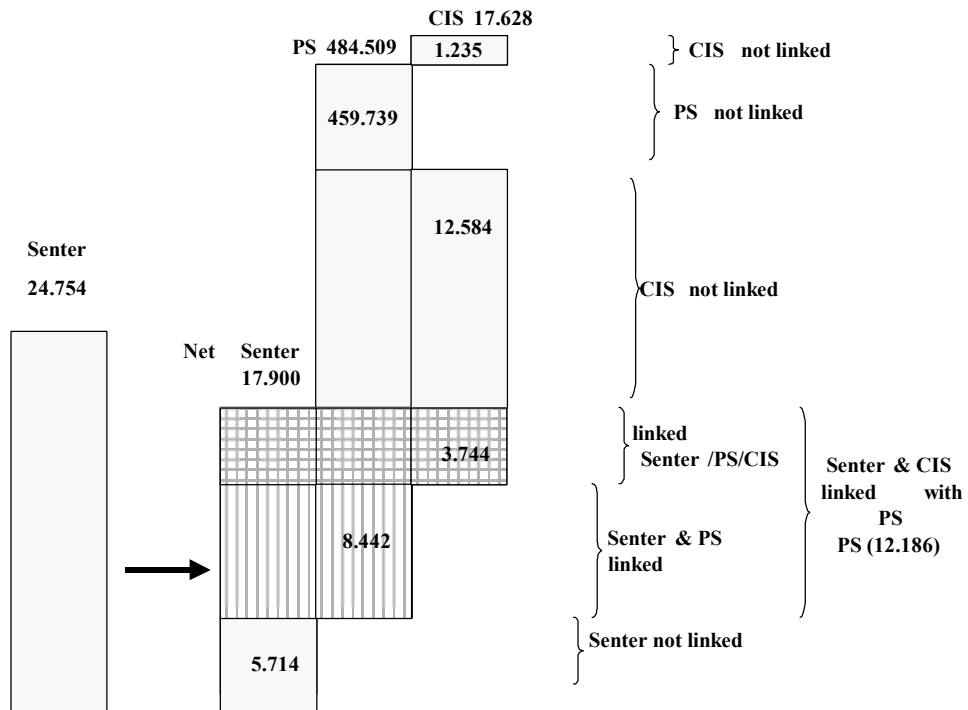 CIS 17.628
PS 484.509
1.235
CIS not linked
459.739
PS not linked
12.584
Senter
24.754
CIS not linked
Net Senter
17.900
linked
Senter /PS/CIS
3.744
Senter & CIS
linked with
PS
PS (12.186)
8.442
Senter & PS
linked
Senter not linked
5.714